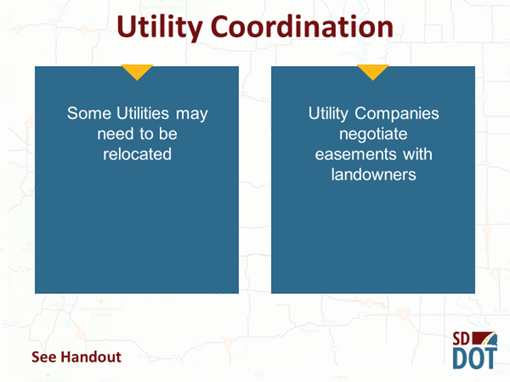 Utility Coordination
Some Utilities may
need to be
relocated
Utility Companies
negotiate
easements with
landowners
See Handout
SD
DOT